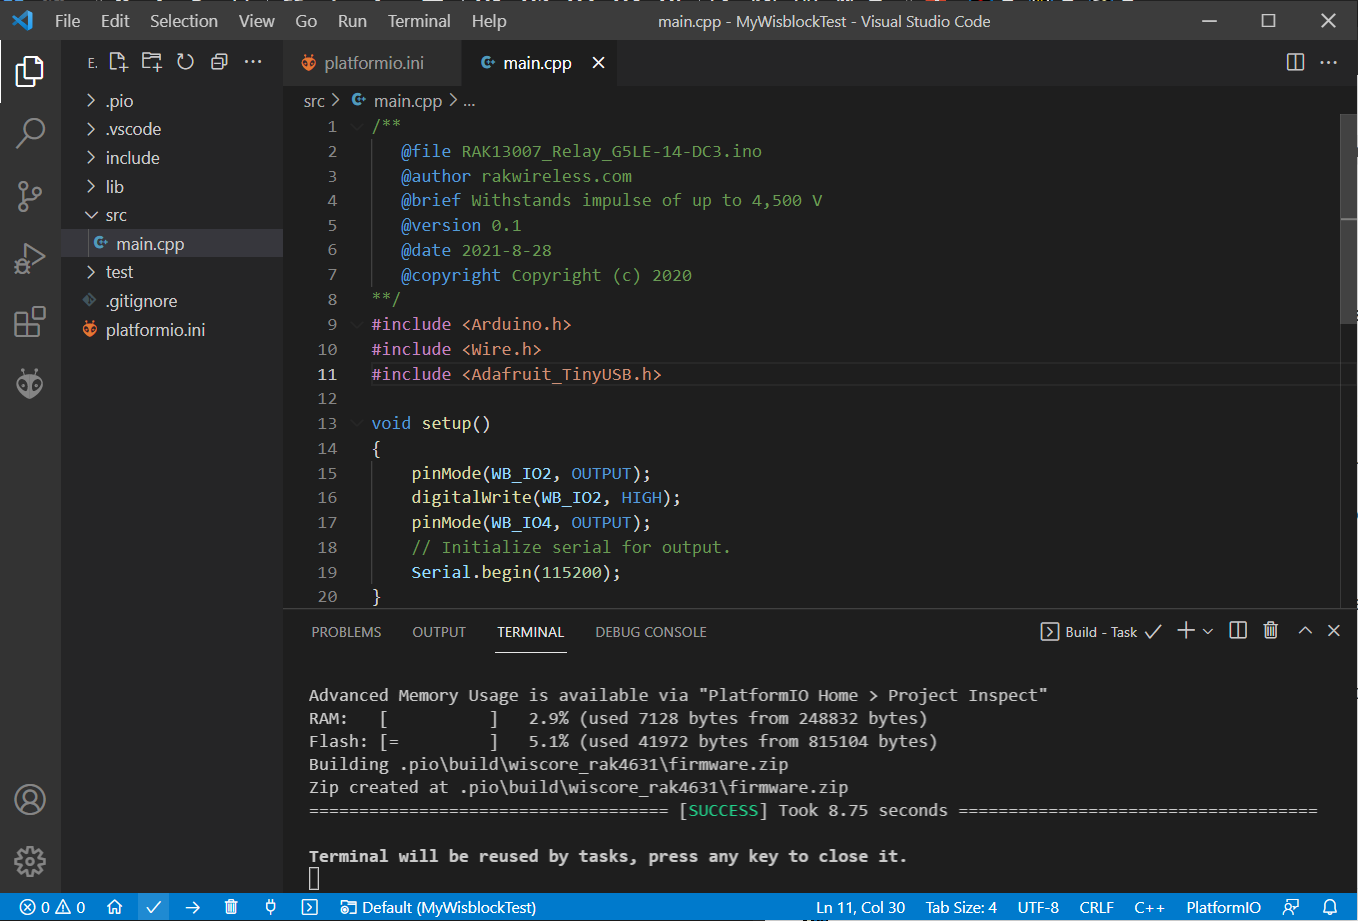 File Edit Selection View Go Run Terminal Help main.cpp - MyWisblockTest - Visual Studio Code
E. ... platformio.ini main.cpp
src > main.cpp > ...
.pio
.vscode
include
lib
src
main.cpp
test
.gitignore
platformio.ini
1 /**
2 @file RAK13007_Relay_G5LE-14-DC3.ino
3 @author rakwireless.com
4 @brief Withstands impulse of up to 4,500 V
5 @version 0.1
6 @date 2021-8-28
7 @copyright Copyright (c) 2020
8 **/
9 #include <Arduino.h>
10 #include <Wire.h>
11 #include <Adafruit_TinyUSB.h>
12
13 void setup()
14 {
15 pinMode(WB_IO2, OUTPUT);
16 digitalWrite(WB_IO2, HIGH);
17 pinMode(WB_IO4, OUTPUT);
18 // Initialize serial for output.
19 Serial.begin(115200);
20 }
PROBLEMS OUTPUT TERMINAL DEBUG CONSOLE Build - Task
Advanced Memory Usage is available via "PlatformIO Home > Project Inspect"
RAM: [ ] 2.9% (used 7128 bytes from 248832 bytes)
Flash: [= ] 5.1% (used 41972 bytes from 815104 bytes)
Building .pio\build\wiscore_rak4631\firmware.zip
Zip created at .pio\build\wiscore_rak4631\firmware.zip
==================================== [SUCCESS] Took 8.75 seconds ====================================
Terminal will be reused by tasks, press any key to close it.
0 0 Default (MyWisblockTest) Ln 11, Col 30 Tab Size: 4 UTF-8 CRLF C++ PlatformIO